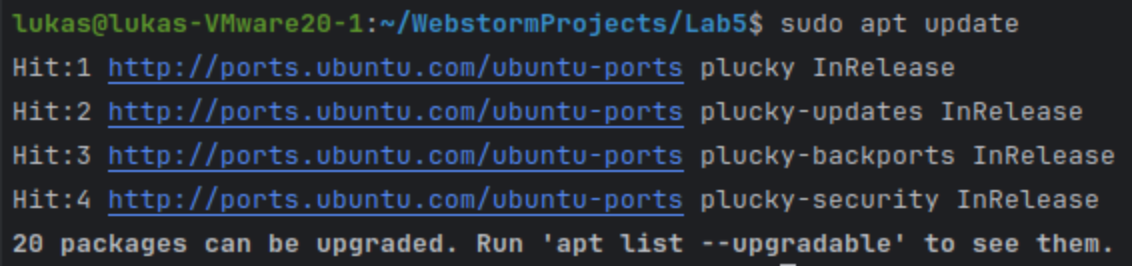 lukas@lukas-VMware20-1:~/WebstormProjects/Lab5$ sudo apt update
Hit:1 http://ports.ubuntu.com/ubuntu-ports plucky InRelease
Hit:2 http://ports.ubuntu.com/ubuntu-ports plucky-updates InRelease
Hit:3 http://ports.ubuntu.com/ubuntu-ports plucky-backports InRelease
Hit:4 http://ports.ubuntu.com/ubuntu-ports plucky-security InRelease
20 packages can be upgraded. Run 'apt list --upgradable' to see them.